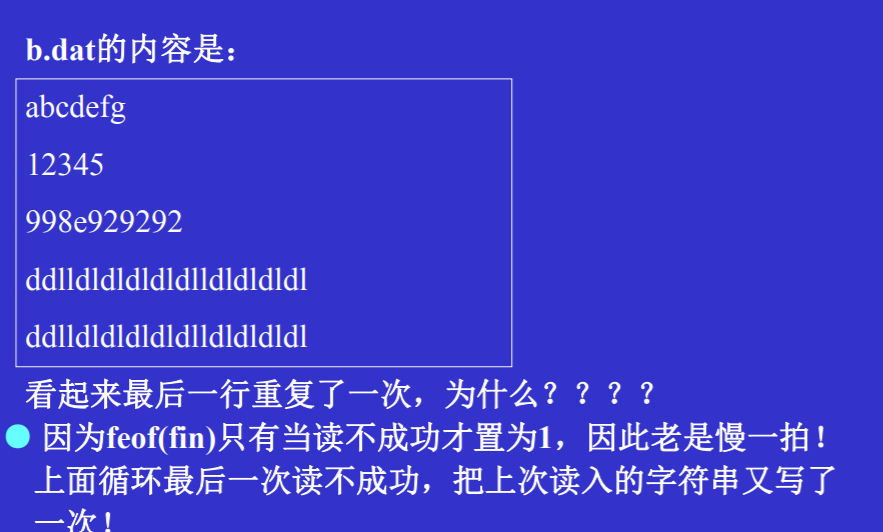 b.dat的内容是：
abcdefg
12345
998e929292
ddlldldldldldlldldldldl
ddlldldldldldlldldldldl
看起来最后一行重复了一次，为什么？？？？
因为feof(fin)只有当读不成功才置为1，因此老是慢一拍！
上面循环最后一次读不成功，把上次读入的字符串又写了
一次！